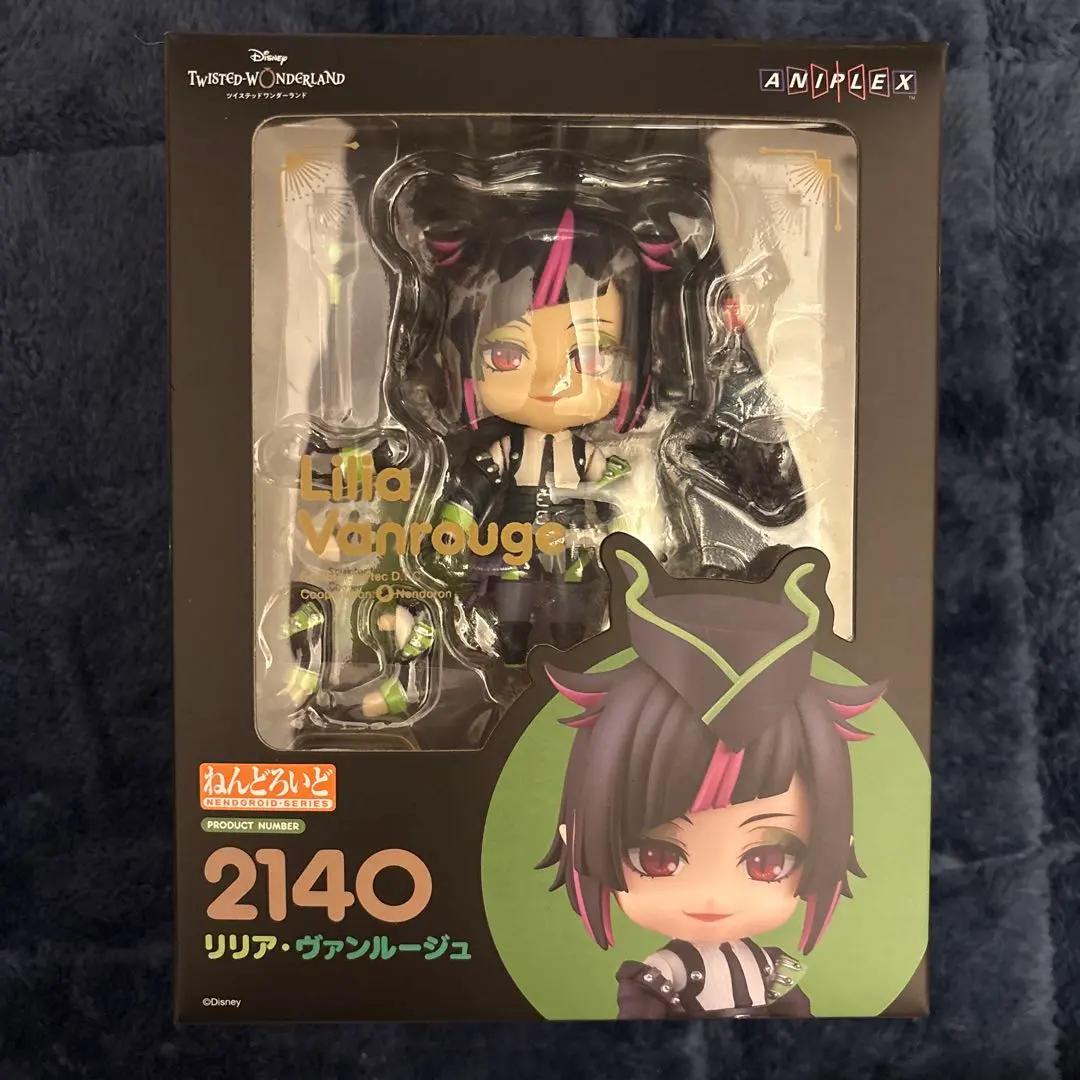 Disney
TWISTED-WONDERLAND
ツイステッドワンダーランド
ANIPLEX
TM
Lilia
Vanrouge
Nendoron
ねんどろいど
NENDOROID•SERIES
PRODUCT NUMBER
2140
リリア・ヴァンルージュ
©Disney